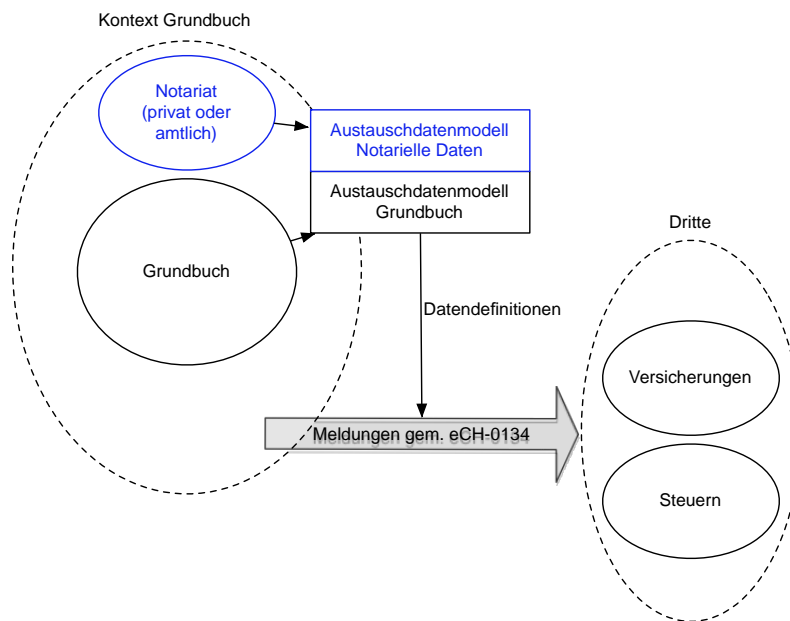 Kontext Grundbuch
Notariat
(privat oder
amtlich)
Austauschdatenmodell
Notarielle Daten
Austauschdatenmodell
Grundbuch
Grundbuch
Dritte
Datendefinitionen
Versicherungen
Meldungen gem. eCH-0134
Steuern